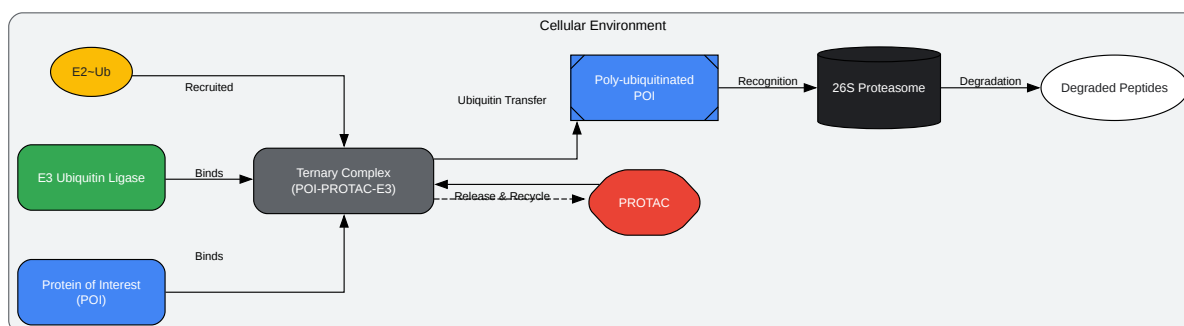 Cellular Environment
E2~Ub
Recruited
E3 Ubiquitin Ligase
Binds
Protein of Interest
(POI)
Binds
Ternary Complex
(POI-PROTAC-E3)
Ubiquitin Transfer
Release & Recycle
PROTAC
Poly-ubiquitinated
POI
Recognition
26S Proteasome
Degradation
Degraded Peptides